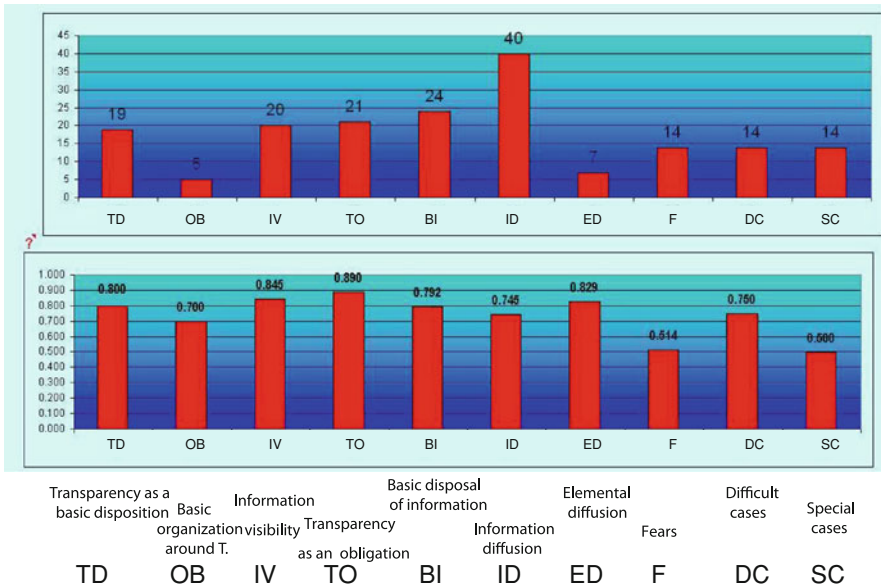 45
40
35
30
25
20
15
10
5
0
19
5
20
21
24
40
7
14
14
14
TD OB IV TO BI ID ED F DC SC
?
1.000
0.900
0.800
0.700
0.600
0.500
0.400
0.300
0.200
0.100
0.000
0.800
0.700
0.845
0.890
0.792
0.745
0.829
0.514
0.750
0.500
TD OB IV TO BI ID ED F DC SC
Transparency as a
basic disposition
Basic
organization
around T.
Information
visibility
Transparency
as an obligation
Basic disposal
of information
Information
diffusion
Elemental
diffusion
Fears
Difficult
cases
Special
cases
TD OB IV TO BI ID ED F DC SC